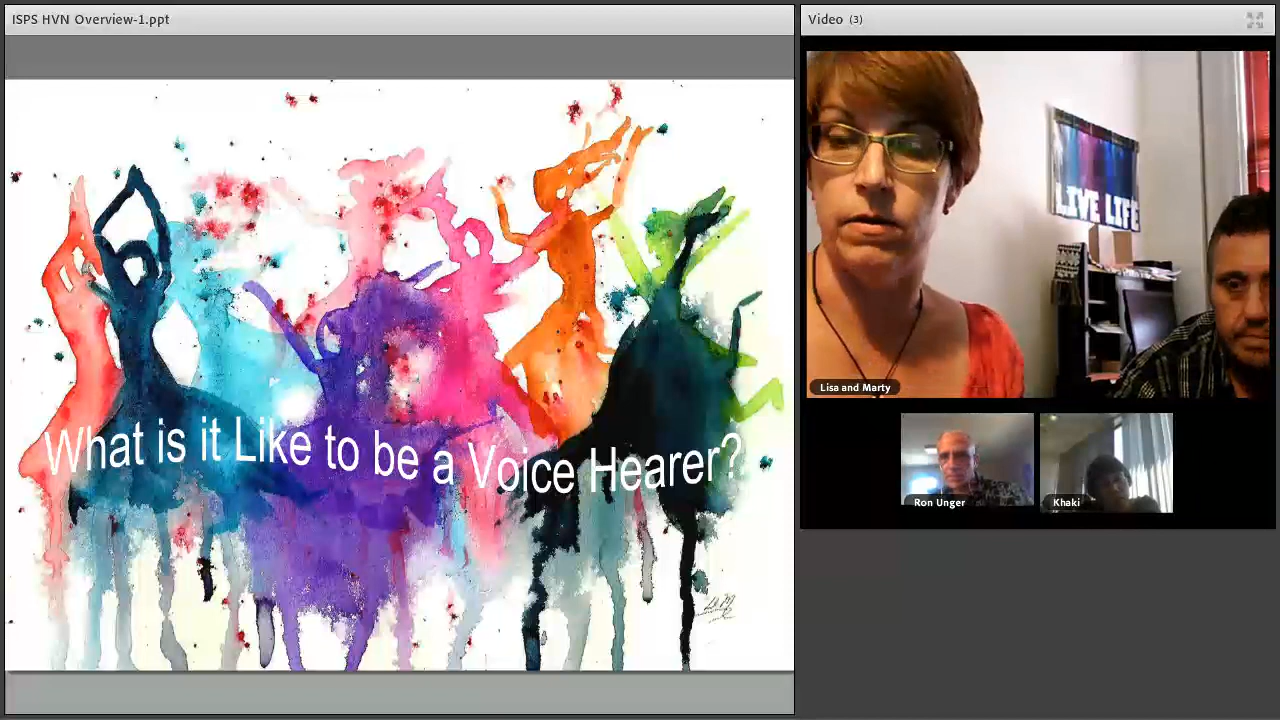 ISPS HVN Overview-1.ppt
Video (3)
LIVE LIFE
Lisa and Marty
What is it Like to be a Voice Hearer?
Ron Unger
Khaki